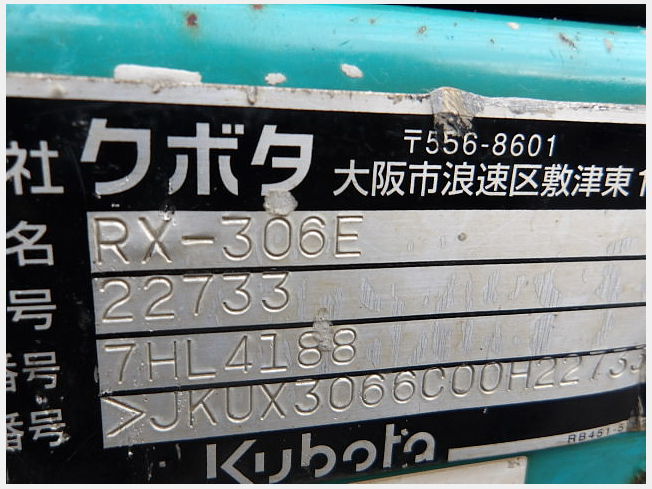 社 クボタ 〒556-8601
大阪市浪速区敷津東1
名 RX-306E
号 22733
番号 7HL4188
番号 >JKUX3066C00H22733
Kubota RB451-5